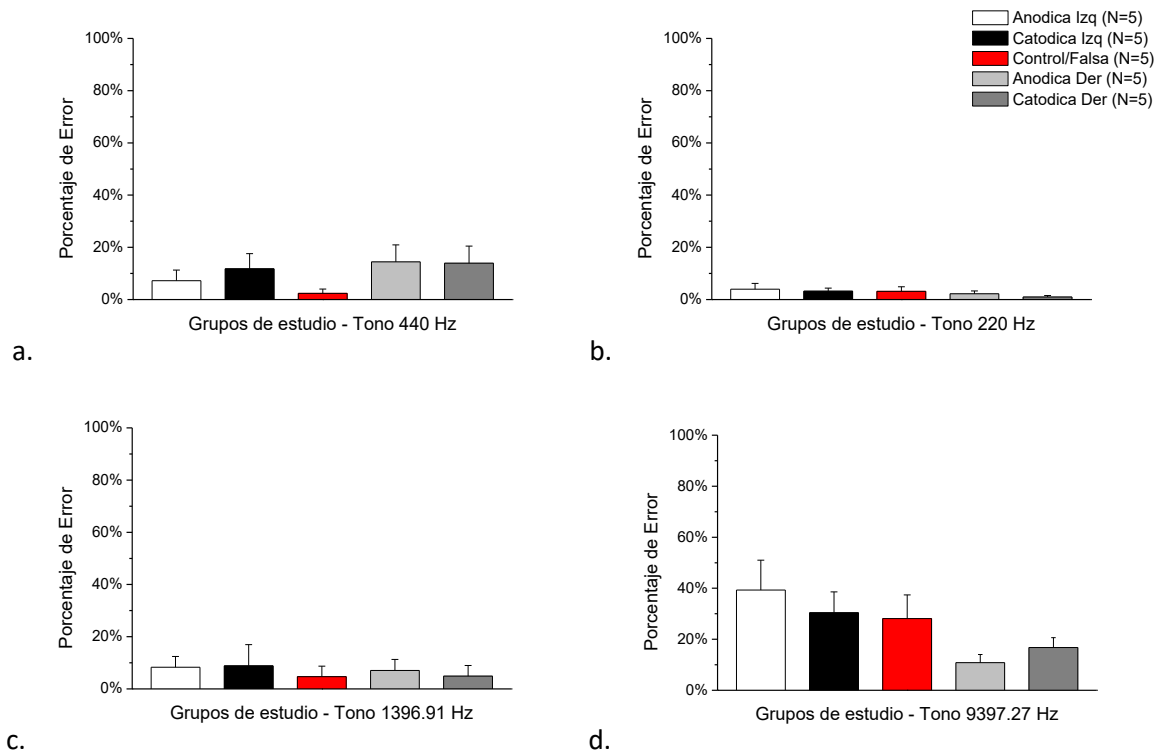 Anodica Izq (N=5)
Catodica Izq (N=5)
Control/Falsa (N=5)
Anodica Der (N=5)
Catodica Der (N=5)
100%
80%
60%
40%
20%
0%
Porcentaje de Error
Grupos de estudio - Tono 440 Hz
a.
100%
80%
60%
40%
20%
0%
Porcentaje de Error
Grupos de estudio - Tono 220 Hz
b.
100%
80%
60%
40%
20%
0%
Porcentaje de Error
Grupos de estudio - Tono 1396.91 Hz
c.
100%
80%
60%
40%
20%
0%
Porcentaje de Error
Grupos de estudio - Tono 9397.27 Hz
d.